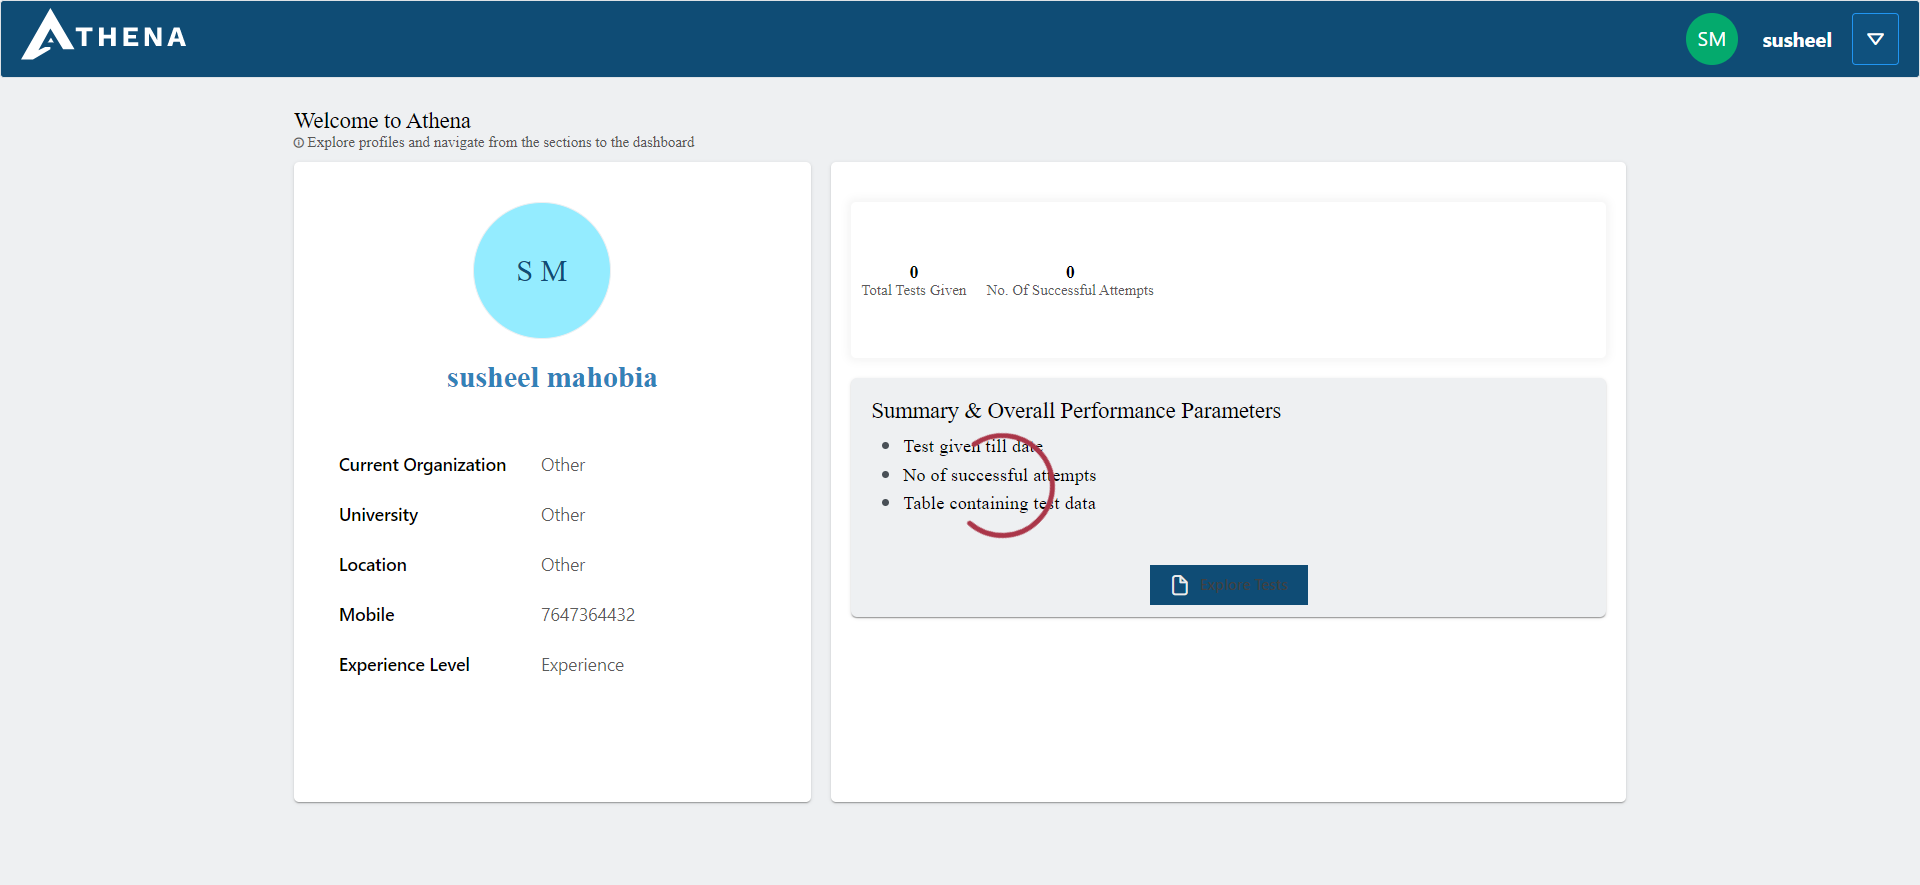 ATHENA
SM
susheel
Welcome to Athena
Explore profiles and navigate from the sections to the dashboard
S M
susheel mahobia
Current Organization Other
University Other
Location Other
Mobile 7647364432
Experience Level Experience
0
Total Tests Given
0
No. Of Successful Attempts
Summary & Overall Performance Parameters
Test given till date
No of successful attempts
Table containing test data
Explore Tests